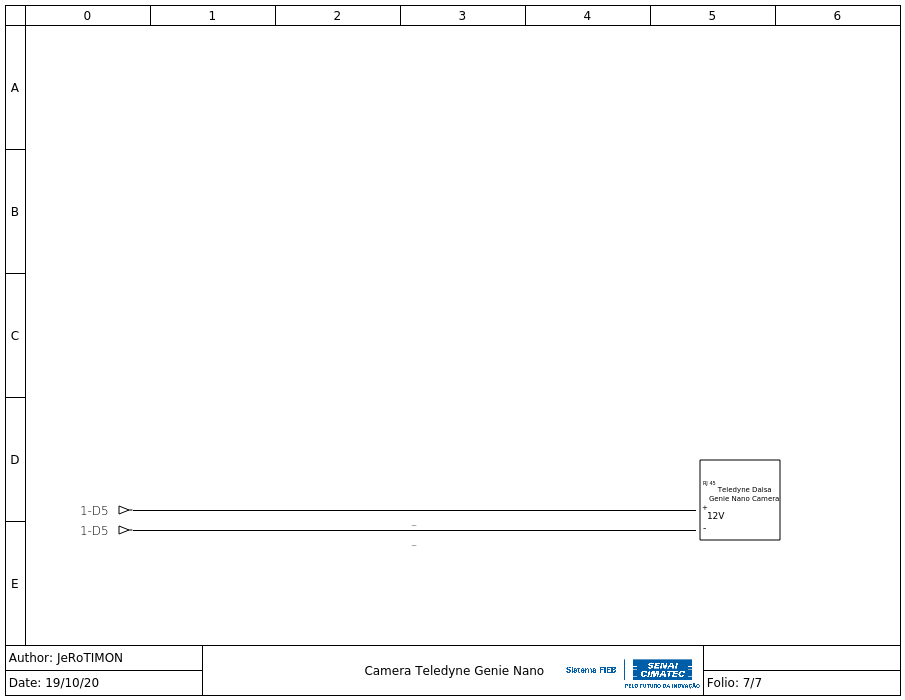 0 1 2 3 4 5 6
A
B
C
D
E
RJ 45
Teledyne Dalsa
Genie Nano Camera
+
12V
-
1-D5
1-D5
_
_
Author: JeRoTIMON
Date: 19/10/20
Camera Teledyne Genie Nano
Sistema FIEB
SENAI
CIMATEC
PELO FUTURO DA INOVAÇÃO
Folio: 7/7